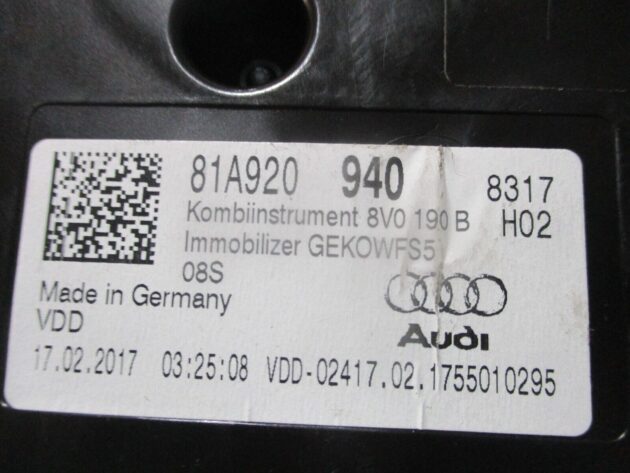 81A920 940 8317
Kombiinstrument 8V0 190 B H02
Immobilizer GEKOWFS5
08S
Made in Germany
VDD
Audi
17.02.2017 03:25:08 VDD-02417.02.1755010295